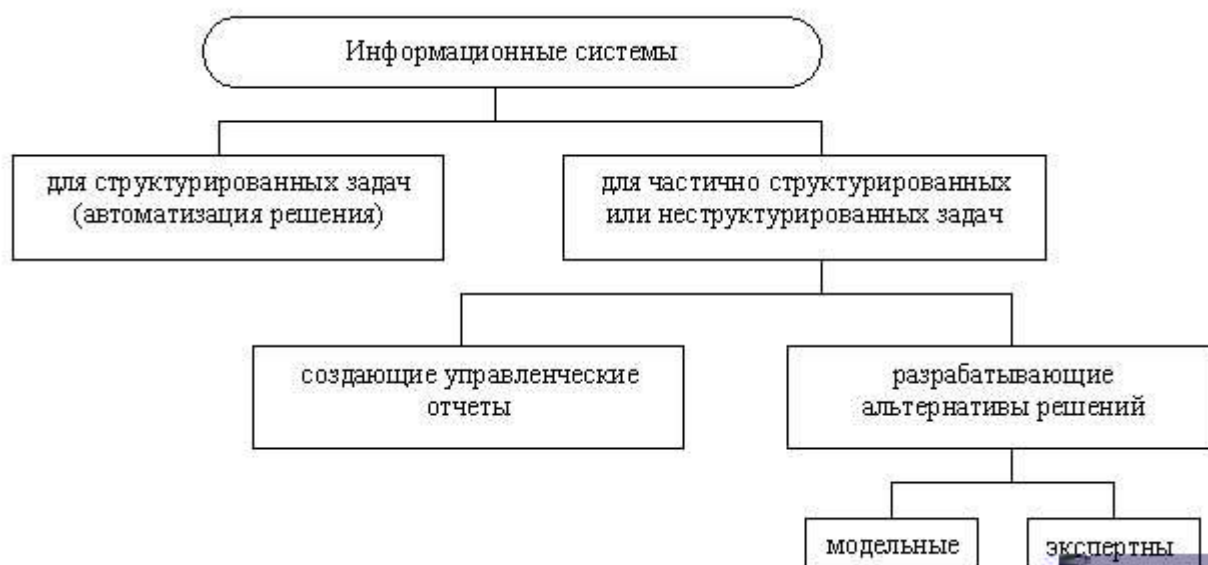 Информационные системы
для структурированных задач
(автоматизация решения)
для частично структурированных
или неструктурированных задач
создающие управленческие
отчеты
разрабатывающие
альтернативы решений
модельные
экспертны